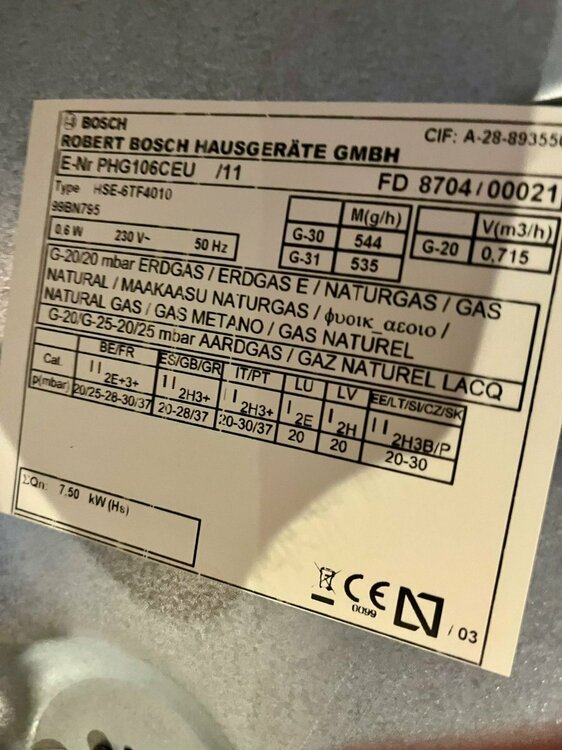 BOSCH
ROBERT BOSCH HAUSGERÄTE GMBH
CIF: A-28-893550
E-Nr PHG106CEU /11
FD 8704/00021
Type HSE-6TF4010
99BN795
0.6 W 230 V~ 50 Hz
M(g/h)
G-30 544
G-31 535
V(m3/h)
G-20 0,715
G-20/20 mbar ERDGAS / ERDGAS E / NATURGAS / GAS
NATURAL / MAAKAASU NATURGAS / φυοικ_αεοιο /
NATURAL GAS / GAS METANO / GAS NATUREL
G-20/G-25-20/25 mbar AARDGAS / GAZ NATUREL LACQ
BE/FR ES/GB/GR IT/PT LU LV EE/LT/SI/CZ/SK
Cat. II 2E+3+ II 2H3+ II 2H3+ I 2E I 2H II 2H3B/P
p(mbar) 20/25-28-30/37 20-28/37 20-30/37 20 20 20-30
ΣQn: 7.50 kW (Hs)
CE
0099
N / 03